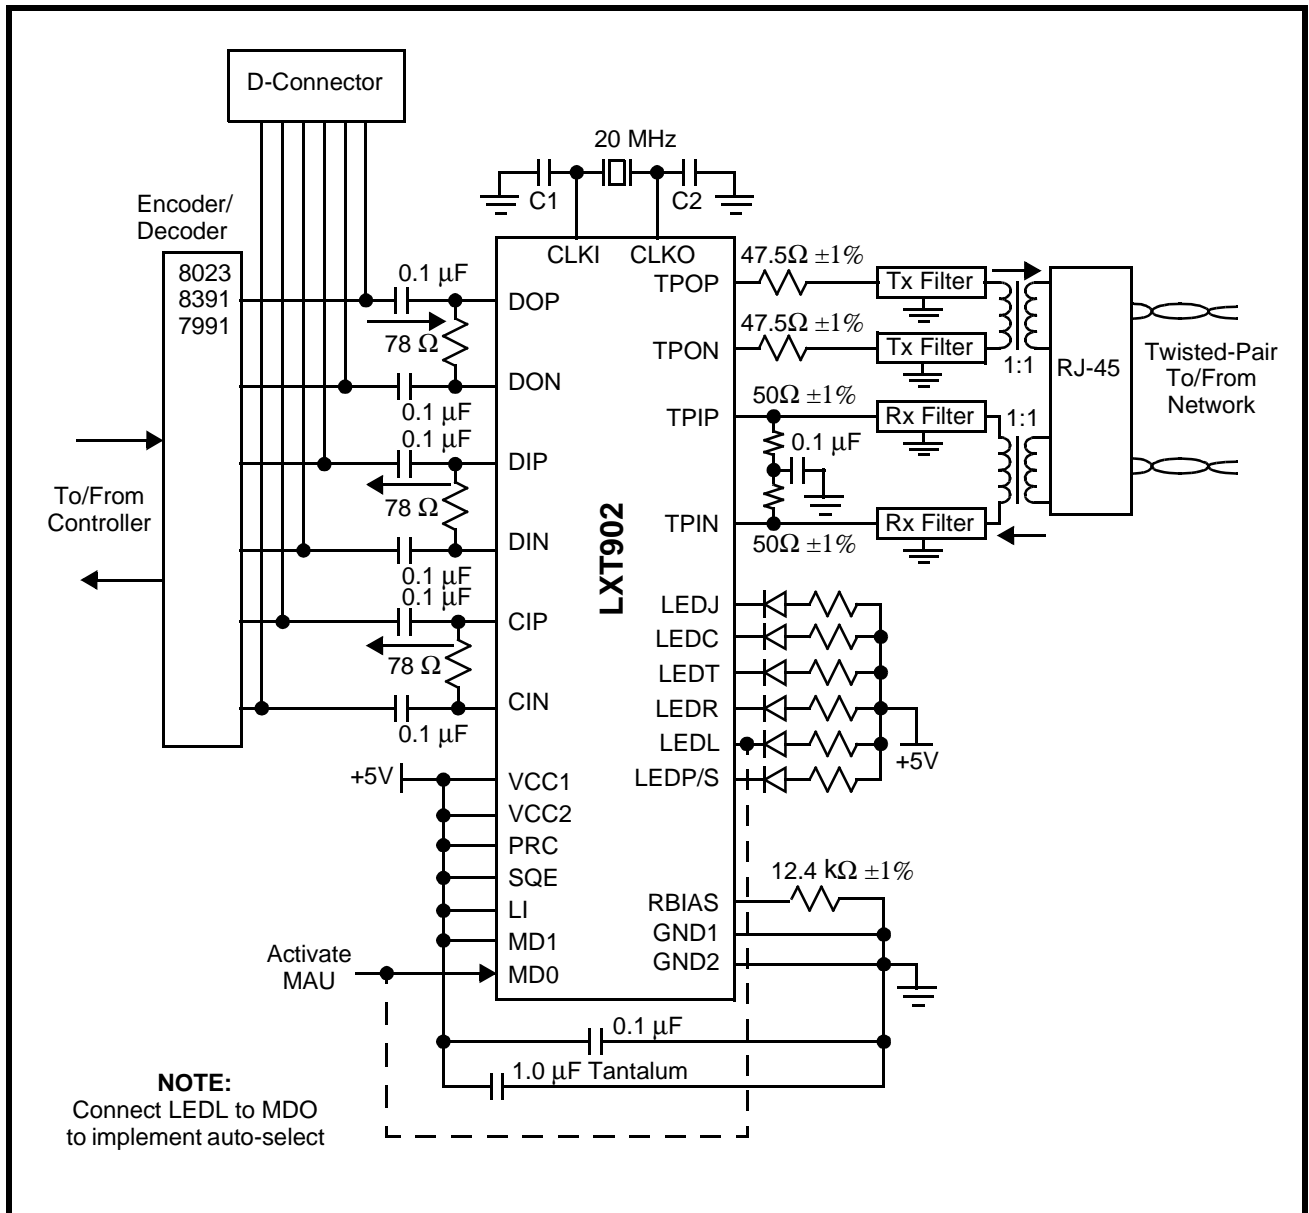 D-Connector
20 MHz
C1
C2
Encoder/
Decoder
8023
8391
7991
CLKI
CLKO
0.1 µF
DOP
78 Ω
DON
0.1 µF
0.1 µF
DIP
78 Ω
DIN
0.1 µF
0.1 µF
CIP
78 Ω
CIN
0.1 µF
To/From
Controller
LXT902
TPOP
47.5Ω ±1%
Tx Filter
TPON
47.5Ω ±1%
Tx Filter
1:1
RJ-45
Twisted-Pair
To/From
Network
TPIP
50Ω ±1%
Rx Filter
1:1
0.1 µF
TPIN
50Ω ±1%
Rx Filter
LEDJ
LEDC
LEDT
LEDR
LEDL
LEDP/S
+5V
+5V
VCC1
VCC2
PRC
SQE
LI
MD1
MD0
Activate
MAU
RBIAS
12.4 kΩ ±1%
GND1
GND2
0.1 µF
1.0 µF Tantalum
NOTE:
Connect LEDL to MDO
to implement auto-select